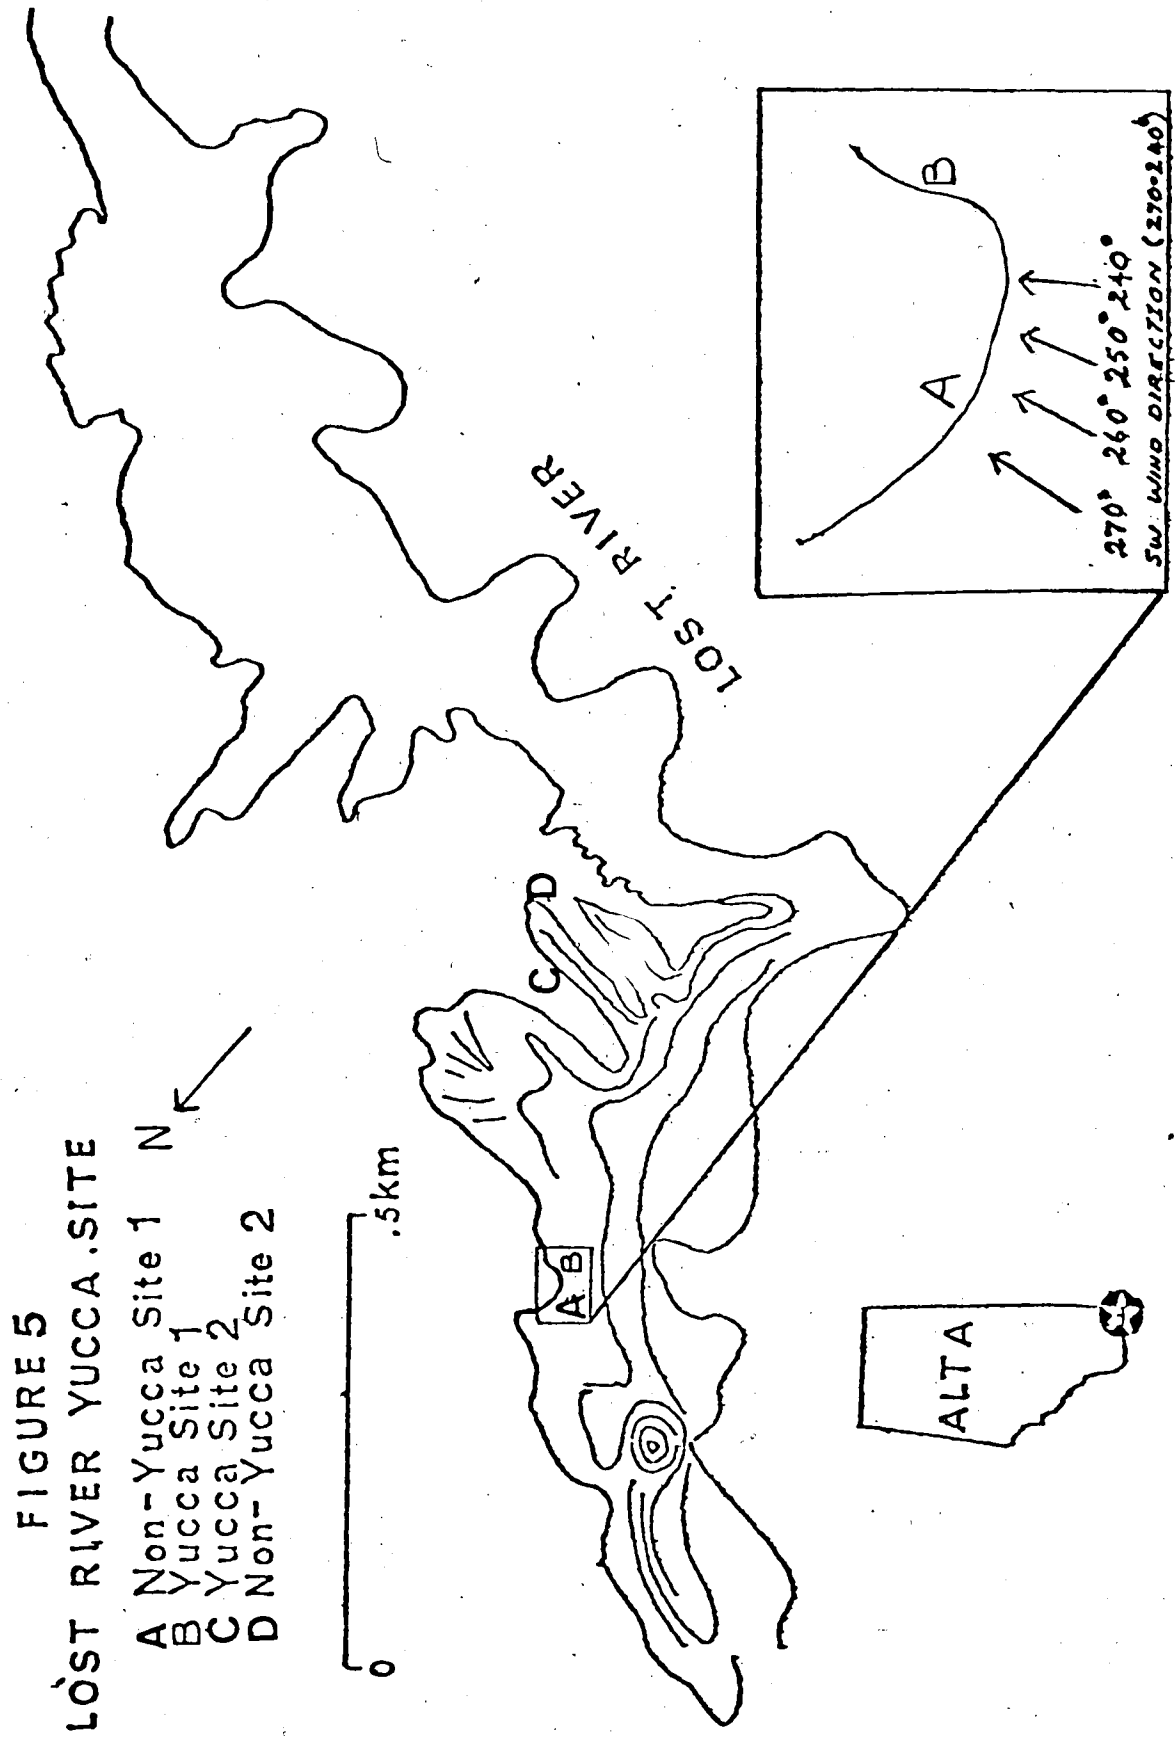 FIGURE 5
LOST RIVER YUCCA SITE
A Non-Yucca Site 1
B Yucca Site 1
C Yucca Site 2
D Non-Yucca Site 2
N
0
.5km
A B
C
D
LOST RIVER
ALTA
A
B
270° 260° 250° 240°
SW. WIND DIRECTION (270-240°)